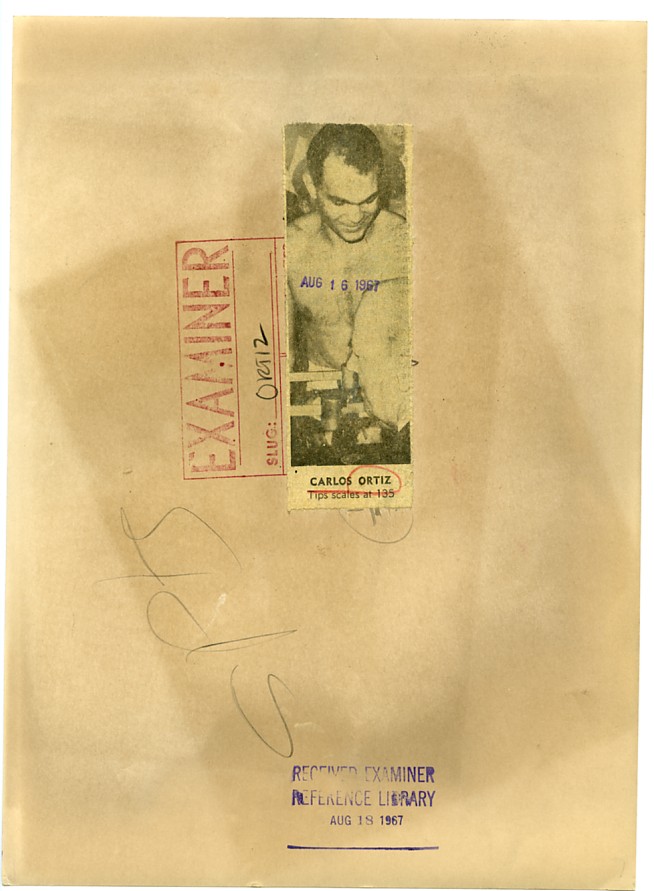 AUG 16 1967
EXAMINER
SLUG: ORTIZ
CARLOS ORTIZ
Tips scales at 135
SPTS
RECEIVED EXAMINER
REFERENCE LIBRARY
AUG 18 1967